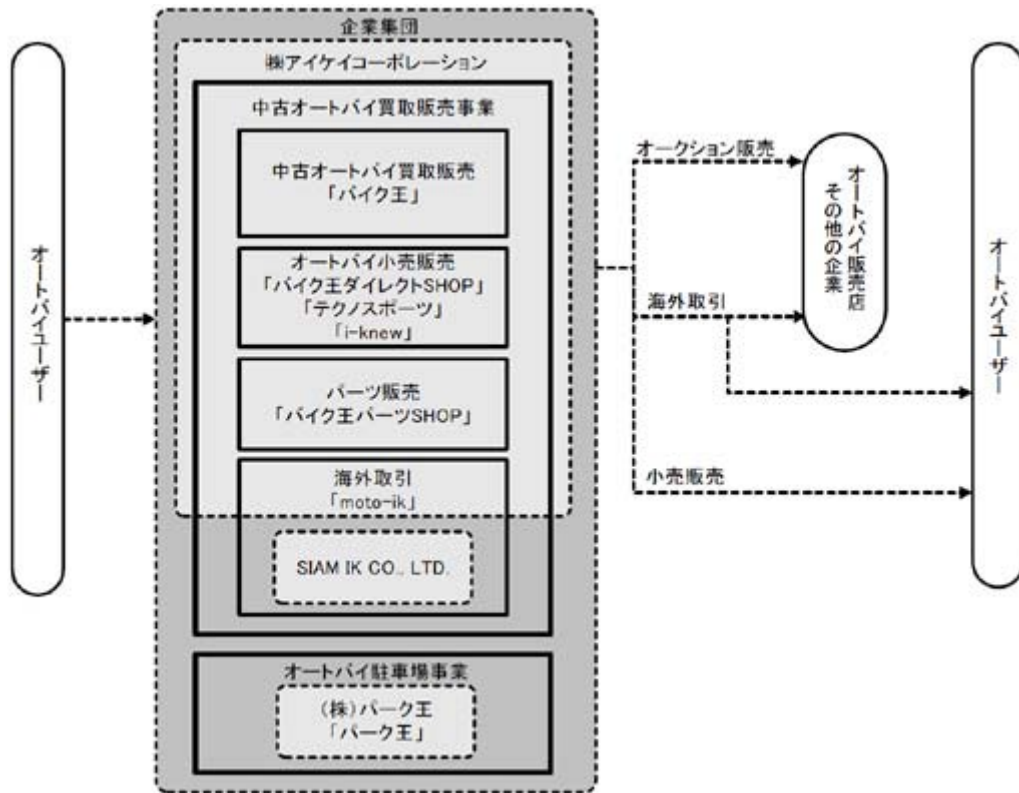 企業集団
㈱アイケイコーポレーション
中古オートバイ買取販売事業
中古オートバイ買取販売
「バイク王」
オートバイ小売販売
「バイク王ダイレクトSHOP」
「テクノスポーツ」
「i-knew」
パーツ販売
「バイク王パーツSHOP」
海外取引
「moto-ik」
SIAM IK CO., LTD.
オートバイ駐車場事業
(株)パーク王
「パーク王」
オートバイユーザー
オークション販売
海外取引
小売販売
オートバイ販売店
その他の企業
オートバイユーザー